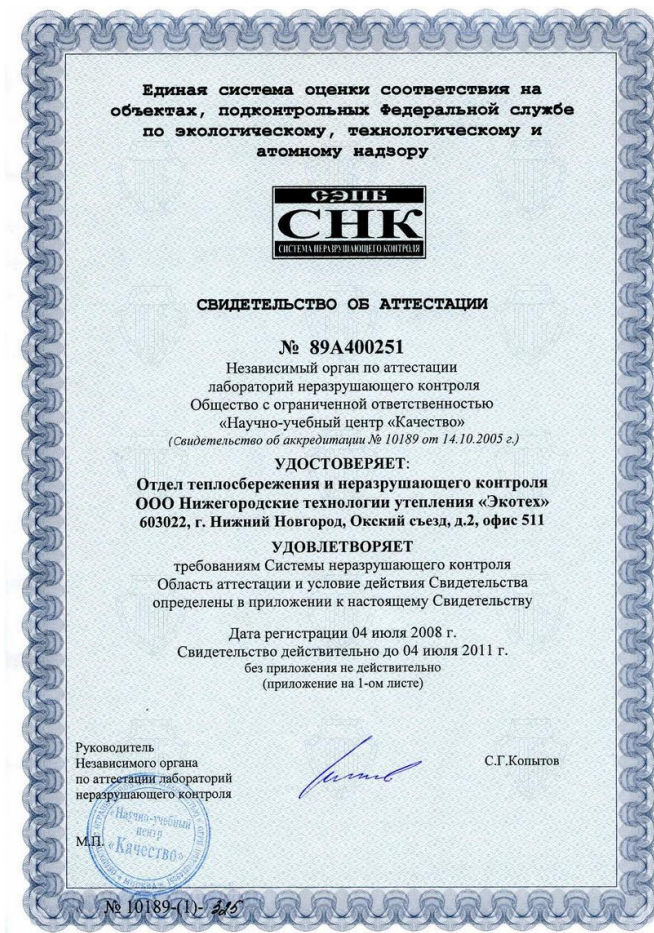 Единая система оценки соответствия на
объектах, подконтрольных Федеральной службе
по экологическому, технологическому и
атомному надзору
СЭПБ
СНК
СИСТЕМА НЕРАЗРУШАЮЩЕГО КОНТРОЛЯ
СВИДЕТЕЛЬСТВО ОБ АТТЕСТАЦИИ
№ 89А400251
Независимый орган по аттестации
лабораторий неразрушающего контроля
Общество с ограниченной ответственностью
«Научно-учебный центр «Качество»
(Свидетельство об аккредитации № 10189 от 14.10.2005 г.)
УДОСТОВЕРЯЕТ:
Отдел теплосбережения и неразрушающего контроля
ООО Нижегородские технологии утепления «Экотех»
603022, г. Нижний Новгород, Окский съезд, д.2, офис 511
УДОВЛЕТВОРЯЕТ
требованиям Системы неразрушающего контроля
Область аттестации и условие действия Свидетельства
определены в приложении к настоящему Свидетельству
Дата регистрации 04 июля 2008 г.
Свидетельство действительно до 04 июля 2011 г.
без приложения не действительно
(приложение на 1-ом листе)
Руководитель
Независимого органа
по аттестации лабораторий
неразрушающего контроля
С.Г.Копытов
М.П.
«Научно-учебный
центр
«Качество»
№ 10189-(1)- 325